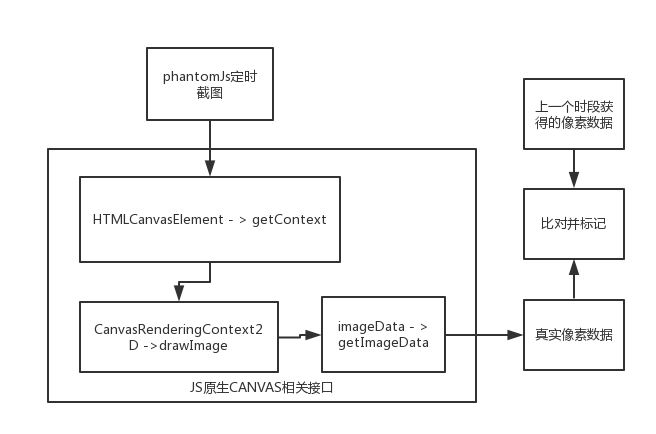 phantomJs定时
截图
上一个时段获
得的像素数据
HTMLCanvasElement - > getContext
比对并标记
CanvasRenderingContext2
D ->drawImage
imageData - >
getImageData
真实像素数据
JS原生CANVAS相关接口